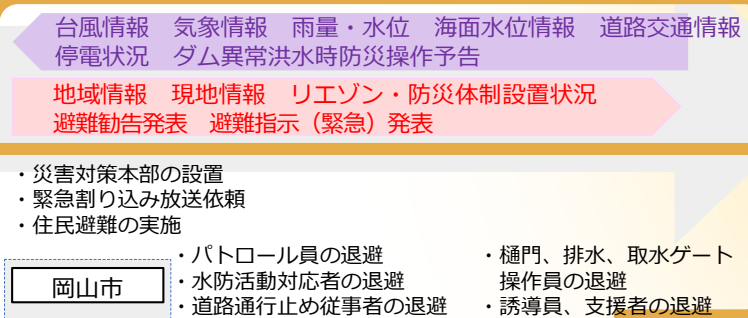 台風情報　気象情報　雨量・水位　海面水位情報　道路交通情報
停電状況　ダム異常洪水時防災操作予告
地域情報　現地情報　リエゾン・防災体制設置状況
避難勧告発表　避難指示（緊急）発表
・災害対策本部の設置
・緊急割り込み放送依頼
・住民避難の実施
岡山市
・パトロール員の退避
・水防活動対応者の退避
・道路通行止め従事者の退避
・樋門、排水、取水ゲート
操作員の退避
・誘導員、支援者の退避